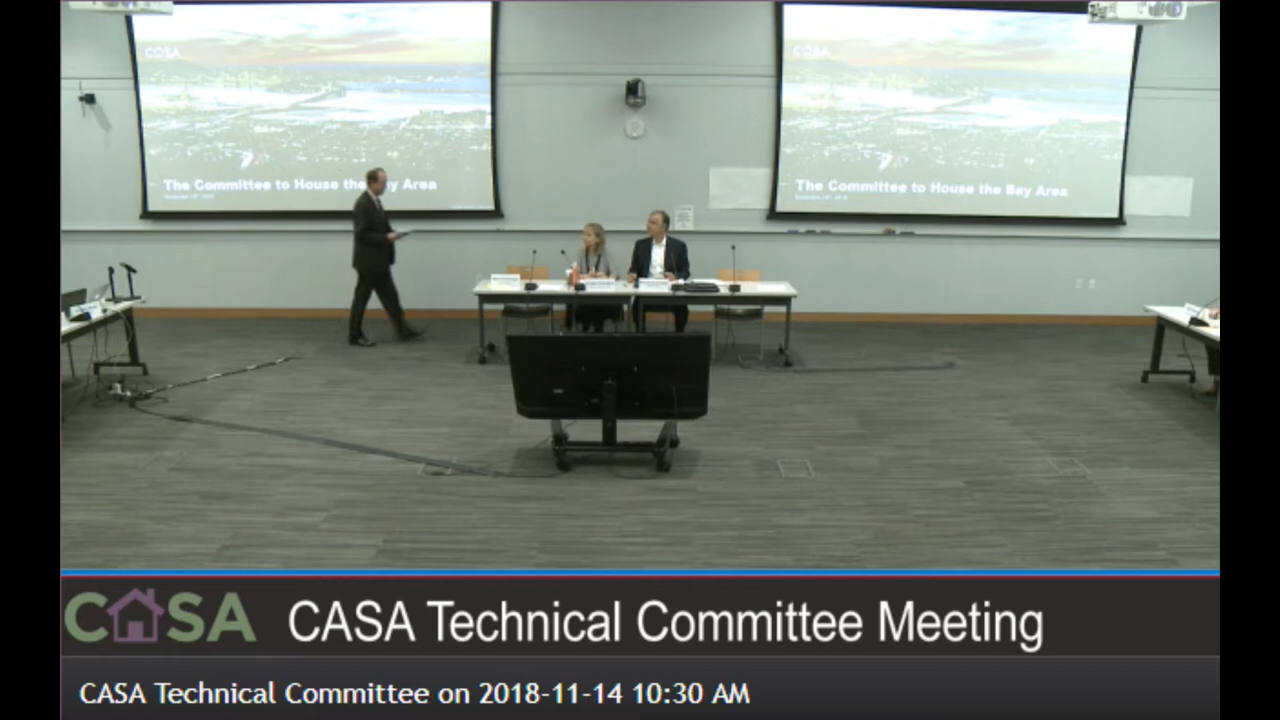 CASA
The Committee to House the Bay Area
CASA
The Committee to House the Bay Area
CASA
CASA Technical Committee Meeting
CASA Technical Committee on 2018-11-14 10:30 AM